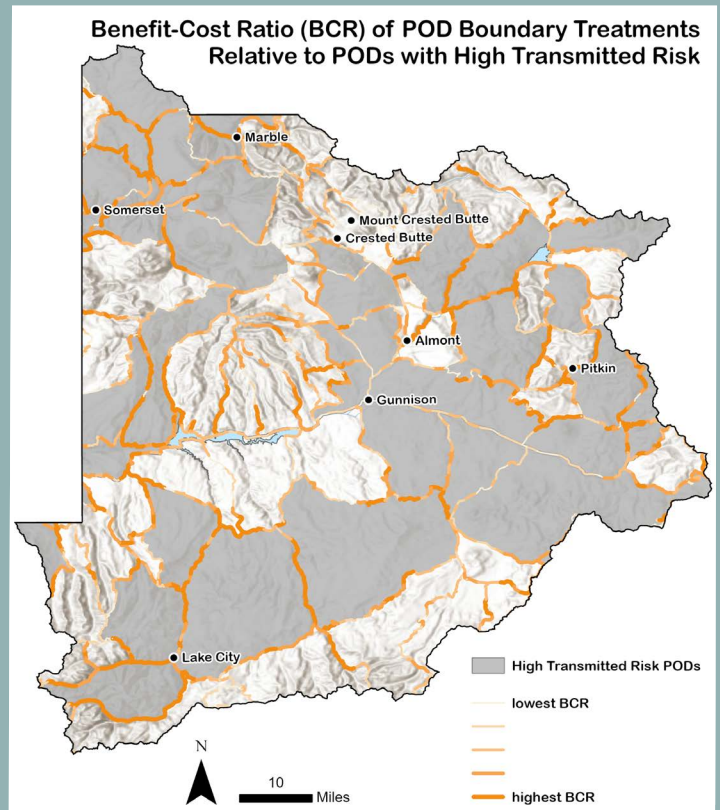 Benefit-Cost Ratio (BCR) of POD Boundary Treatments
Relative to PODs with High Transmitted Risk
Marble
Somerset
Mount Crested Butte
Crested Butte
Almont
Pitkin
Gunnison
Lake City
High Transmitted Risk PODs
lowest BCR
highest BCR
N
10
Miles